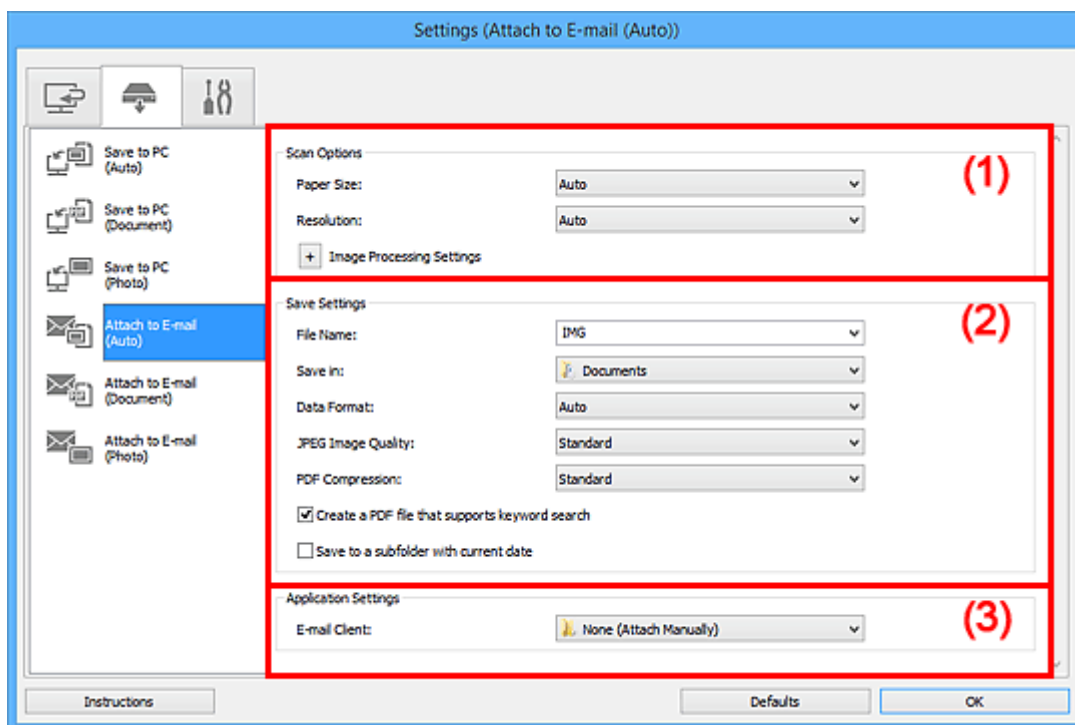 Settings (Attach to E-mail (Auto))
Save to PC
(Auto)
Save to PC
(Document)
Save to PC
(Photo)
Attach to E-mail
(Auto)
Attach to E-mail
(Document)
Attach to E-mail
(Photo)
Scan Options
(1)
Paper Size: Auto
Resolution: Auto
+ Image Processing Settings
Save Settings
(2)
File Name: IMG
Save in: Documents
Data Format: Auto
JPEG Image Quality: Standard
PDF Compression: Standard
Create a PDF file that supports keyword search
Save to a subfolder with current date
Application Settings
(3)
E-mail Client: None (Attach Manually)
Instructions Defaults OK